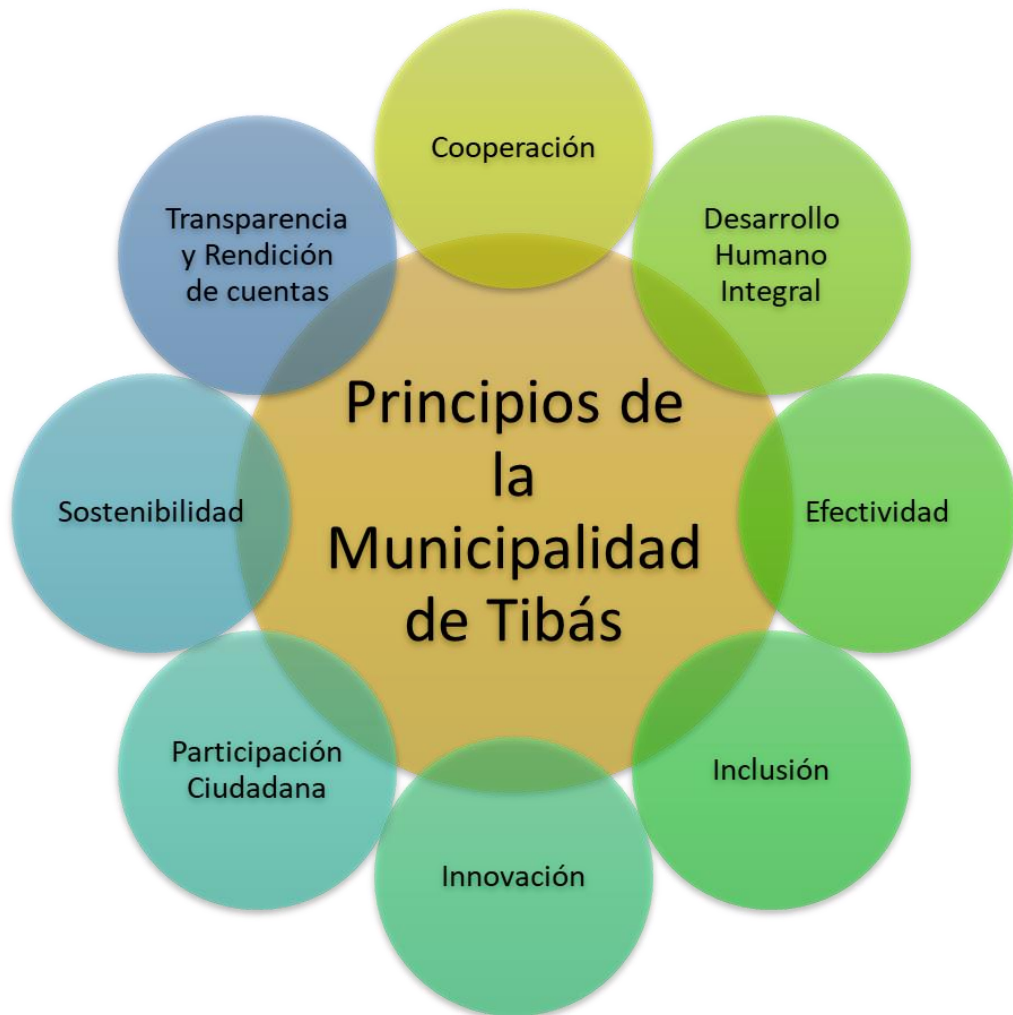 Cooperación
Desarrollo
Humano
Integral
Efectividad
Inclusión
Innovación
Participación
Ciudadana
Sostenibilidad
Transparencia
y Rendición
de cuentas
Principios de
la
Municipalidad
de Tibás